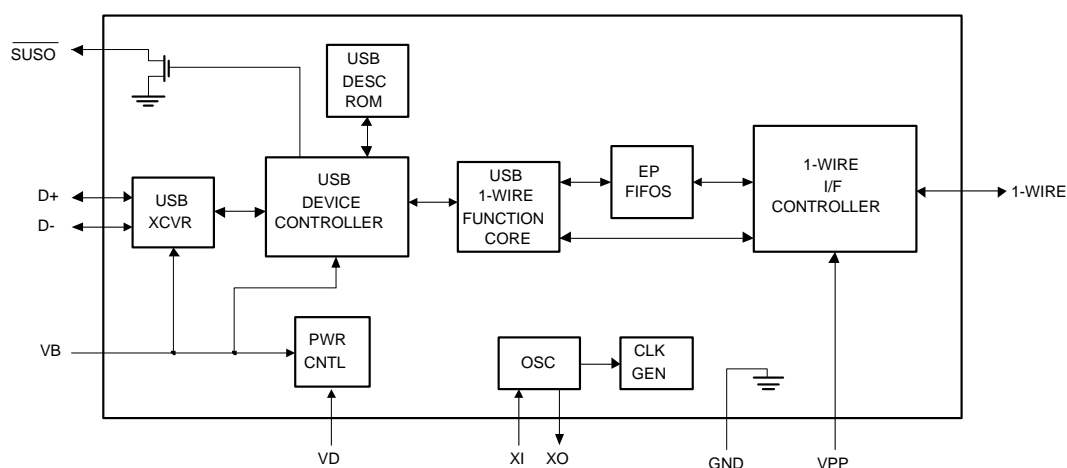 SUSO
USB
DESC
ROM
D+
D-
USB
XCVR
USB
DEVICE
CONTROLLER
USB
1-WIRE
FUNCTION
CORE
EP
FIFOS
1-WIRE
I/F
CONTROLLER
1-WIRE
VB
PWR
CNTL
OSC
CLK
GEN
VD
XI
XO
GND
VPP